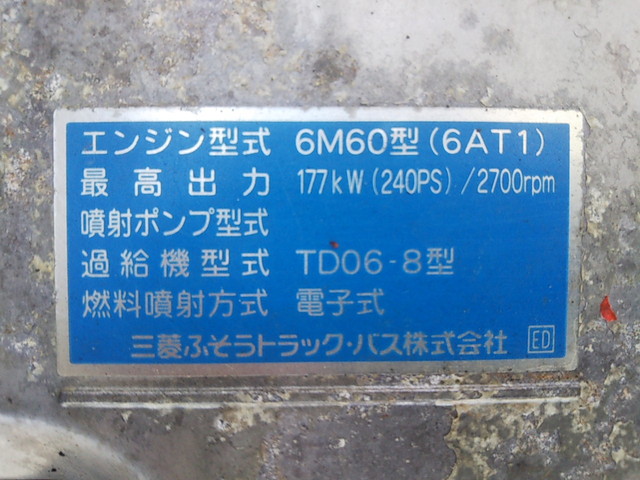 エンジン型式 6M60型(6AT1)
最高出力 177kW(240PS)/2700rpm
噴射ポンプ型式
過給機型式 TD06-8型
燃料噴射方式 電子式
三菱ふそうトラック・バス株式会社 ED